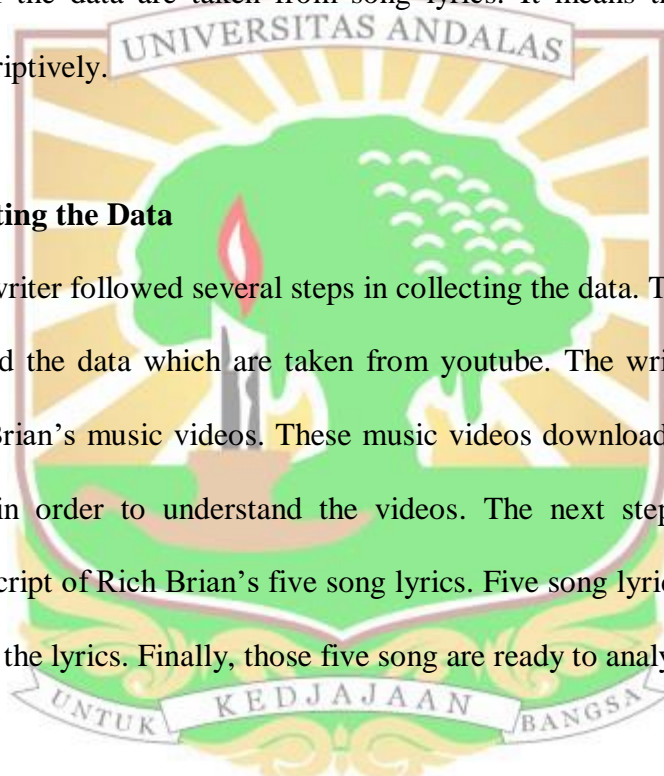 the data are taken from song lyrics. It means t
UNIVERSITAS ANDALAS
riptively.
ting the Data
writer followed several steps in collecting the data. T
d the data which are taken from youtube. The wri
Brian’s music videos. These music videos download
in order to understand the videos. The next step
script of Rich Brian’s five song lyrics. Five song lyric
the lyrics. Finally, those five song are ready to analy
UNTUK KEDJAJAAN BANGSA